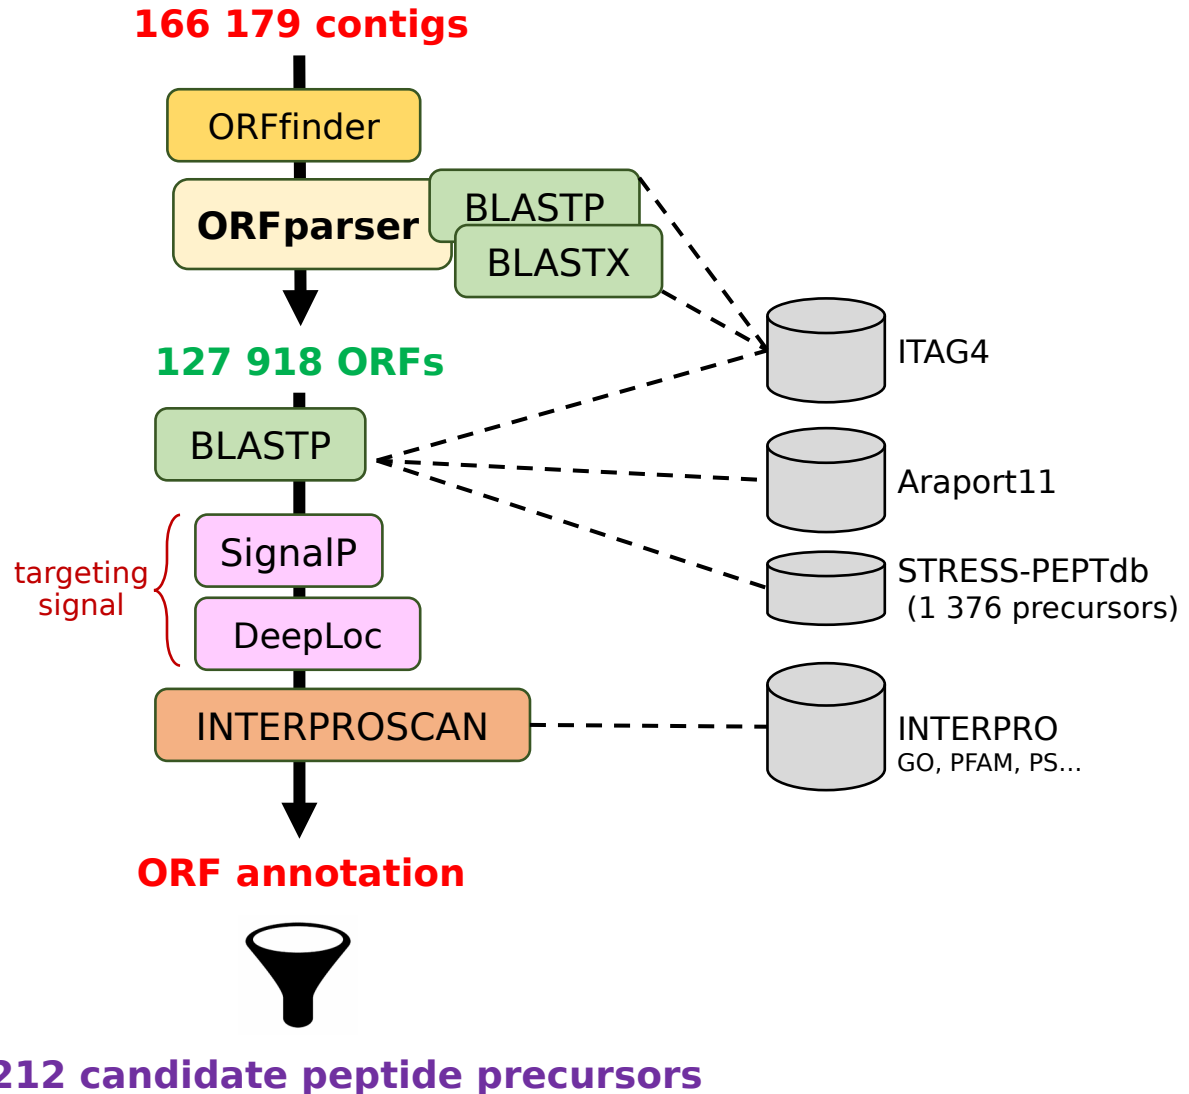 166 179 contigs
ORFfinder
ORFparser
BLASTP
BLASTX
ITAG4
127 918 ORFs
BLASTP
Araport11
SignalP
targeting
signal
STRESS-PEPTdb
(1 376 precursors)
DeepLoc
INTERPROSCAN
INTERPRO
GO, PFAM, PS...
ORF annotation
212 candidate peptide precursors